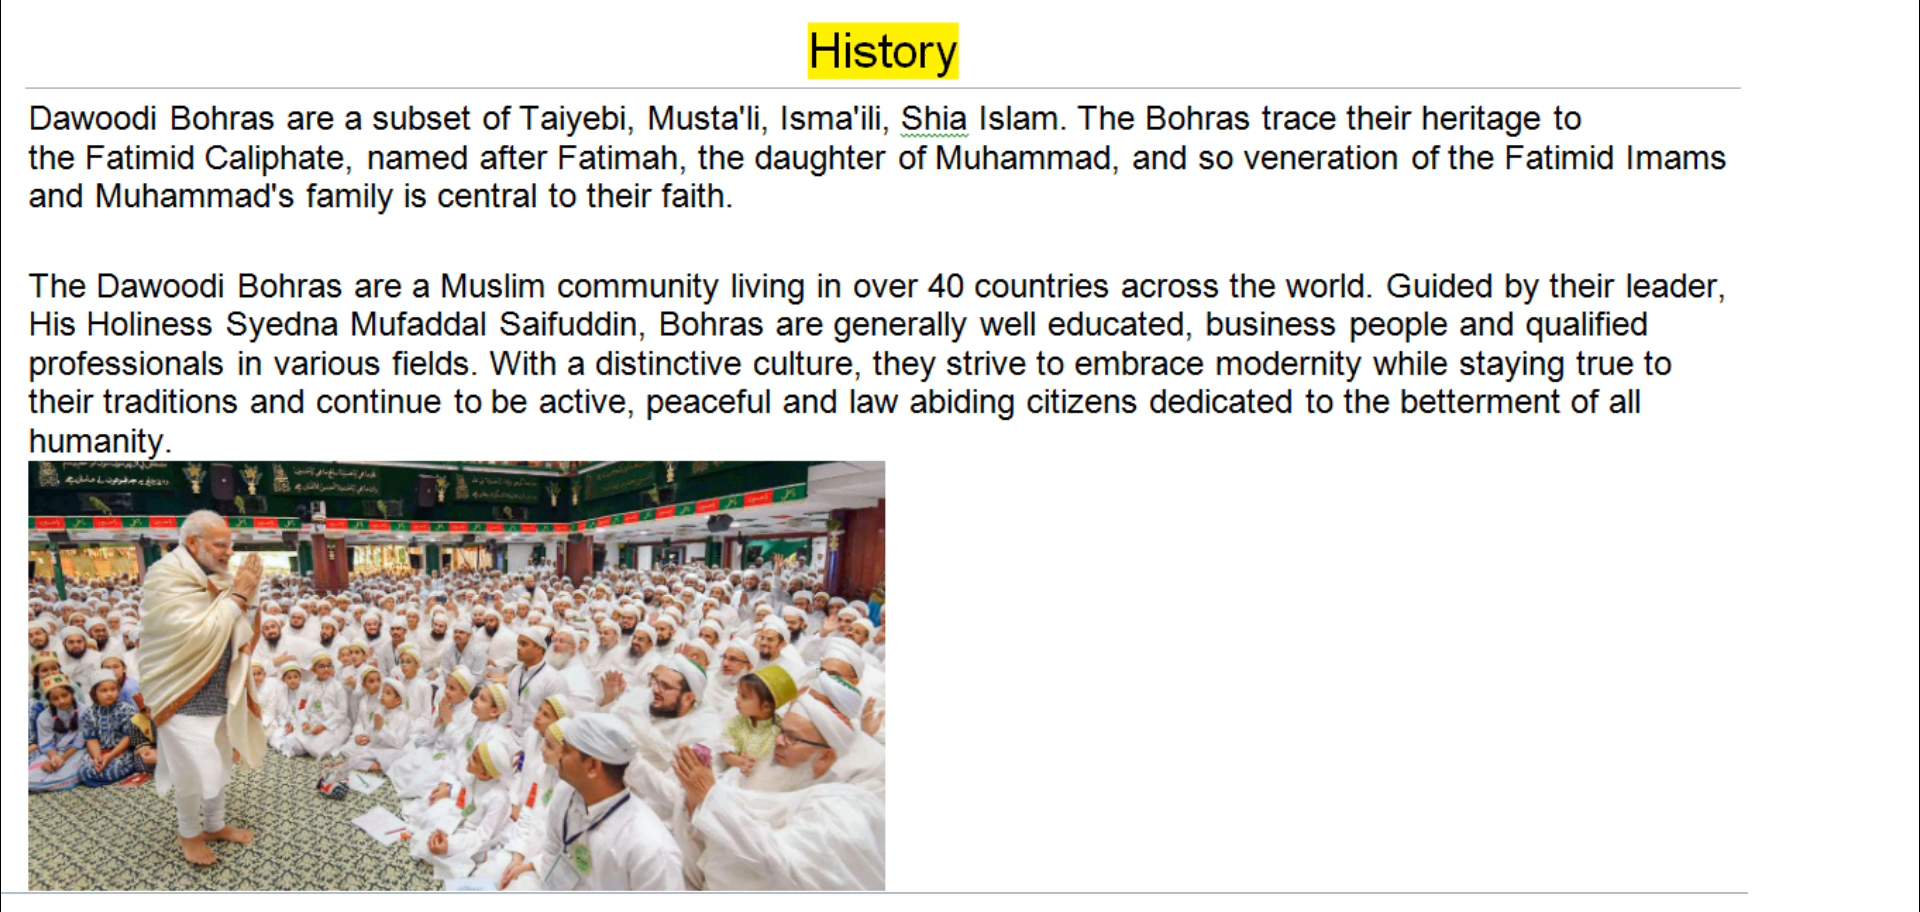 History
Dawoodi Bohras are a subset of Taiyebi, Musta'li, Isma'ili, Shia Islam. The Bohras trace their heritage to
the Fatimid Caliphate, named after Fatimah, the daughter of Muhammad, and so veneration of the Fatimid Imams
and Muhammad's family is central to their faith.
The Dawoodi Bohras are a Muslim community living in over 40 countries across the world. Guided by their leader,
His Holiness Syedna Mufaddal Saifuddin, Bohras are generally well educated, business people and qualified
professionals in various fields. With a distinctive culture, they strive to embrace modernity while staying true to
their traditions and continue to be active, peaceful and law abiding citizens dedicated to the betterment of all
humanity.